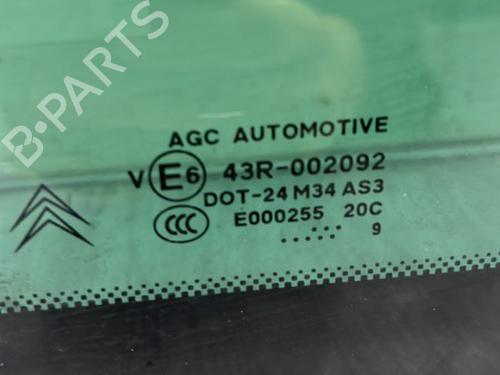 B-PARTS
AGC AUTOMOTIVE
V E6 43R-002092
DOT-24 M34 AS3
CCC E000255 20C
...... 9